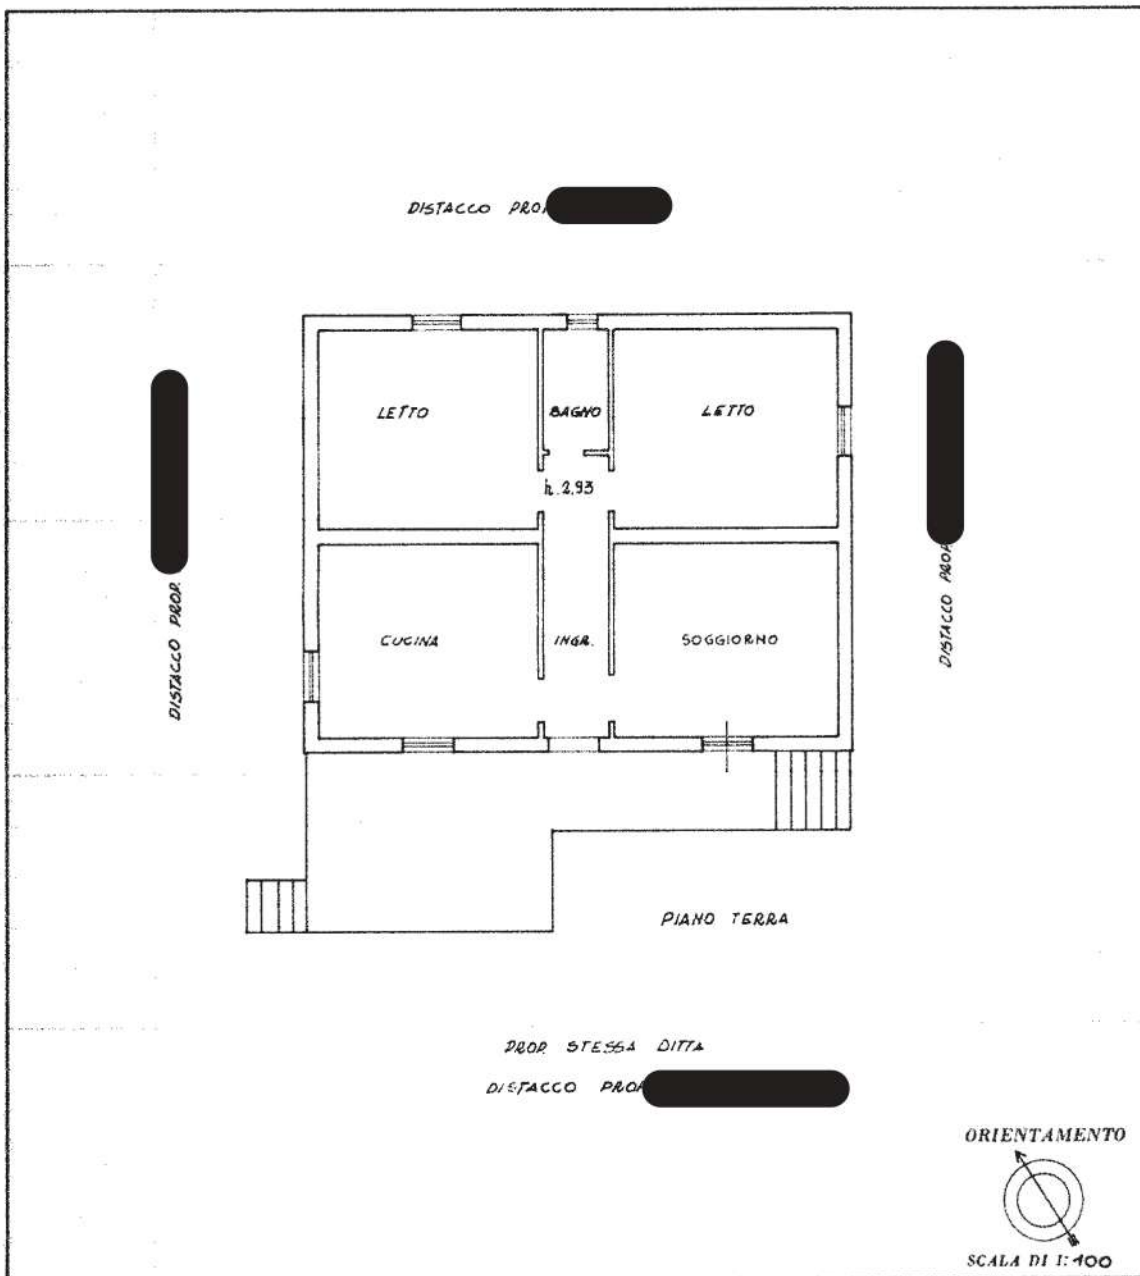 DISTACCO PROP
LETTO
BAGNO
LETTO
h. 2,93
DISTACCO PROP.
DISTACCO PROP
CUCINA
INGR.
SOGGIORNO
PIANO TERRA
PROP. STESSA DITTA
DISTACCO PROP
ORIENTAMENTO
SCALA DI 1:100